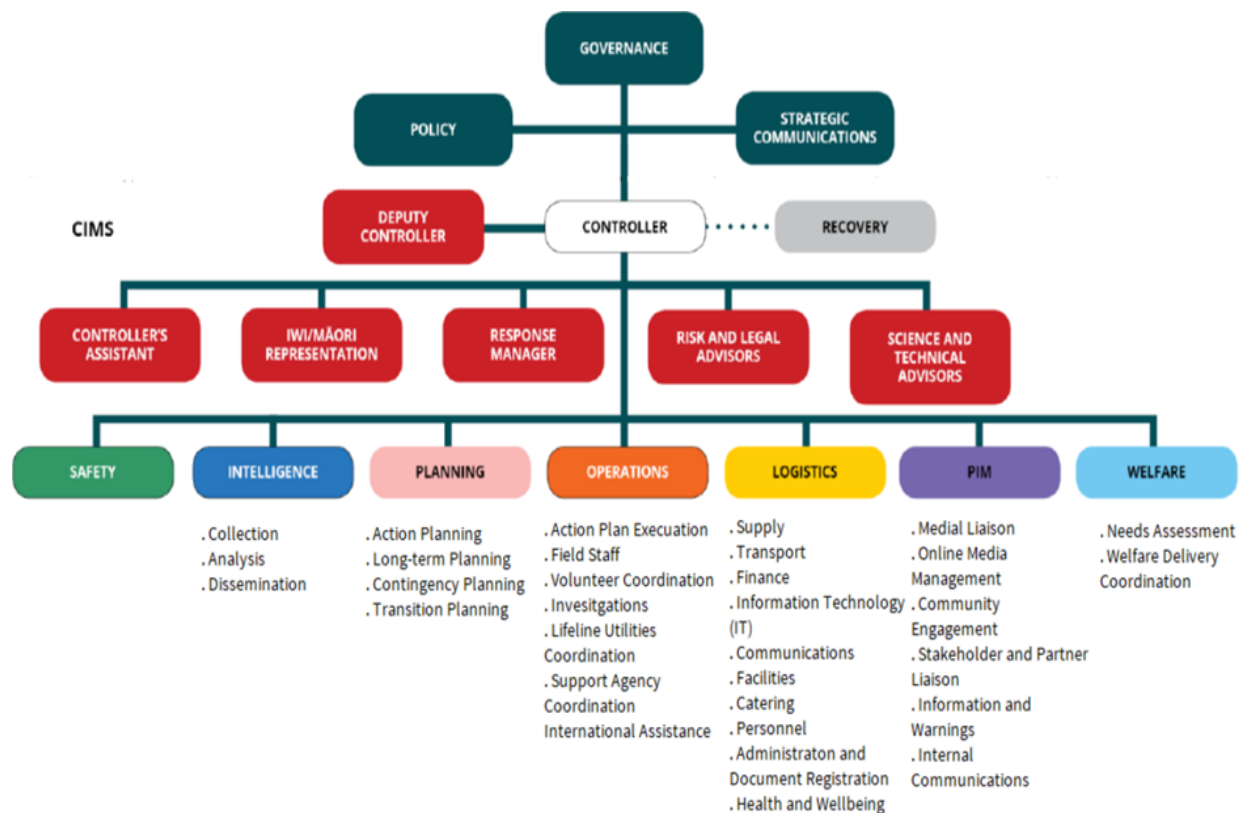 GOVERNANCE
POLICY
STRATEGIC
COMMUNICATIONS
CIMS
DEPUTY
CONTROLLER
CONTROLLER
RECOVERY
CONTROLLER'S
ASSISTANT
IWI/MĀORI
REPRESENTATION
RESPONSE
MANAGER
RISK AND LEGAL
ADVISORS
SCIENCE AND
TECHNICAL
ADVISORS
SAFETY
INTELLIGENCE
. Collection
. Analysis
. Dissemination
PLANNING
. Action Planning
. Long-term Planning
. Contingency Planning
. Transition Planning
OPERATIONS
. Action Plan Execuation
. Field Staff
. Volunteer Coordination
. Invesitgations
. Lifeline Utilities
Coordination
. Support Agency
Coordination
International Assistance
LOGISTICS
. Supply
. Transport
. Finance
. Information Technology
(IT)
. Communications
. Facilities
. Catering
. Personnel
. Administraton and
Document Registration
. Health and Wellbeing
PIM
. Medial Liaison
. Online Media
Management
. Community
Engagement
. Stakeholder and Partner
Liaison
. Information and
Warnings
. Internal
Communications
WELFARE
. Needs Assessment
. Welfare Delivery
Coordination